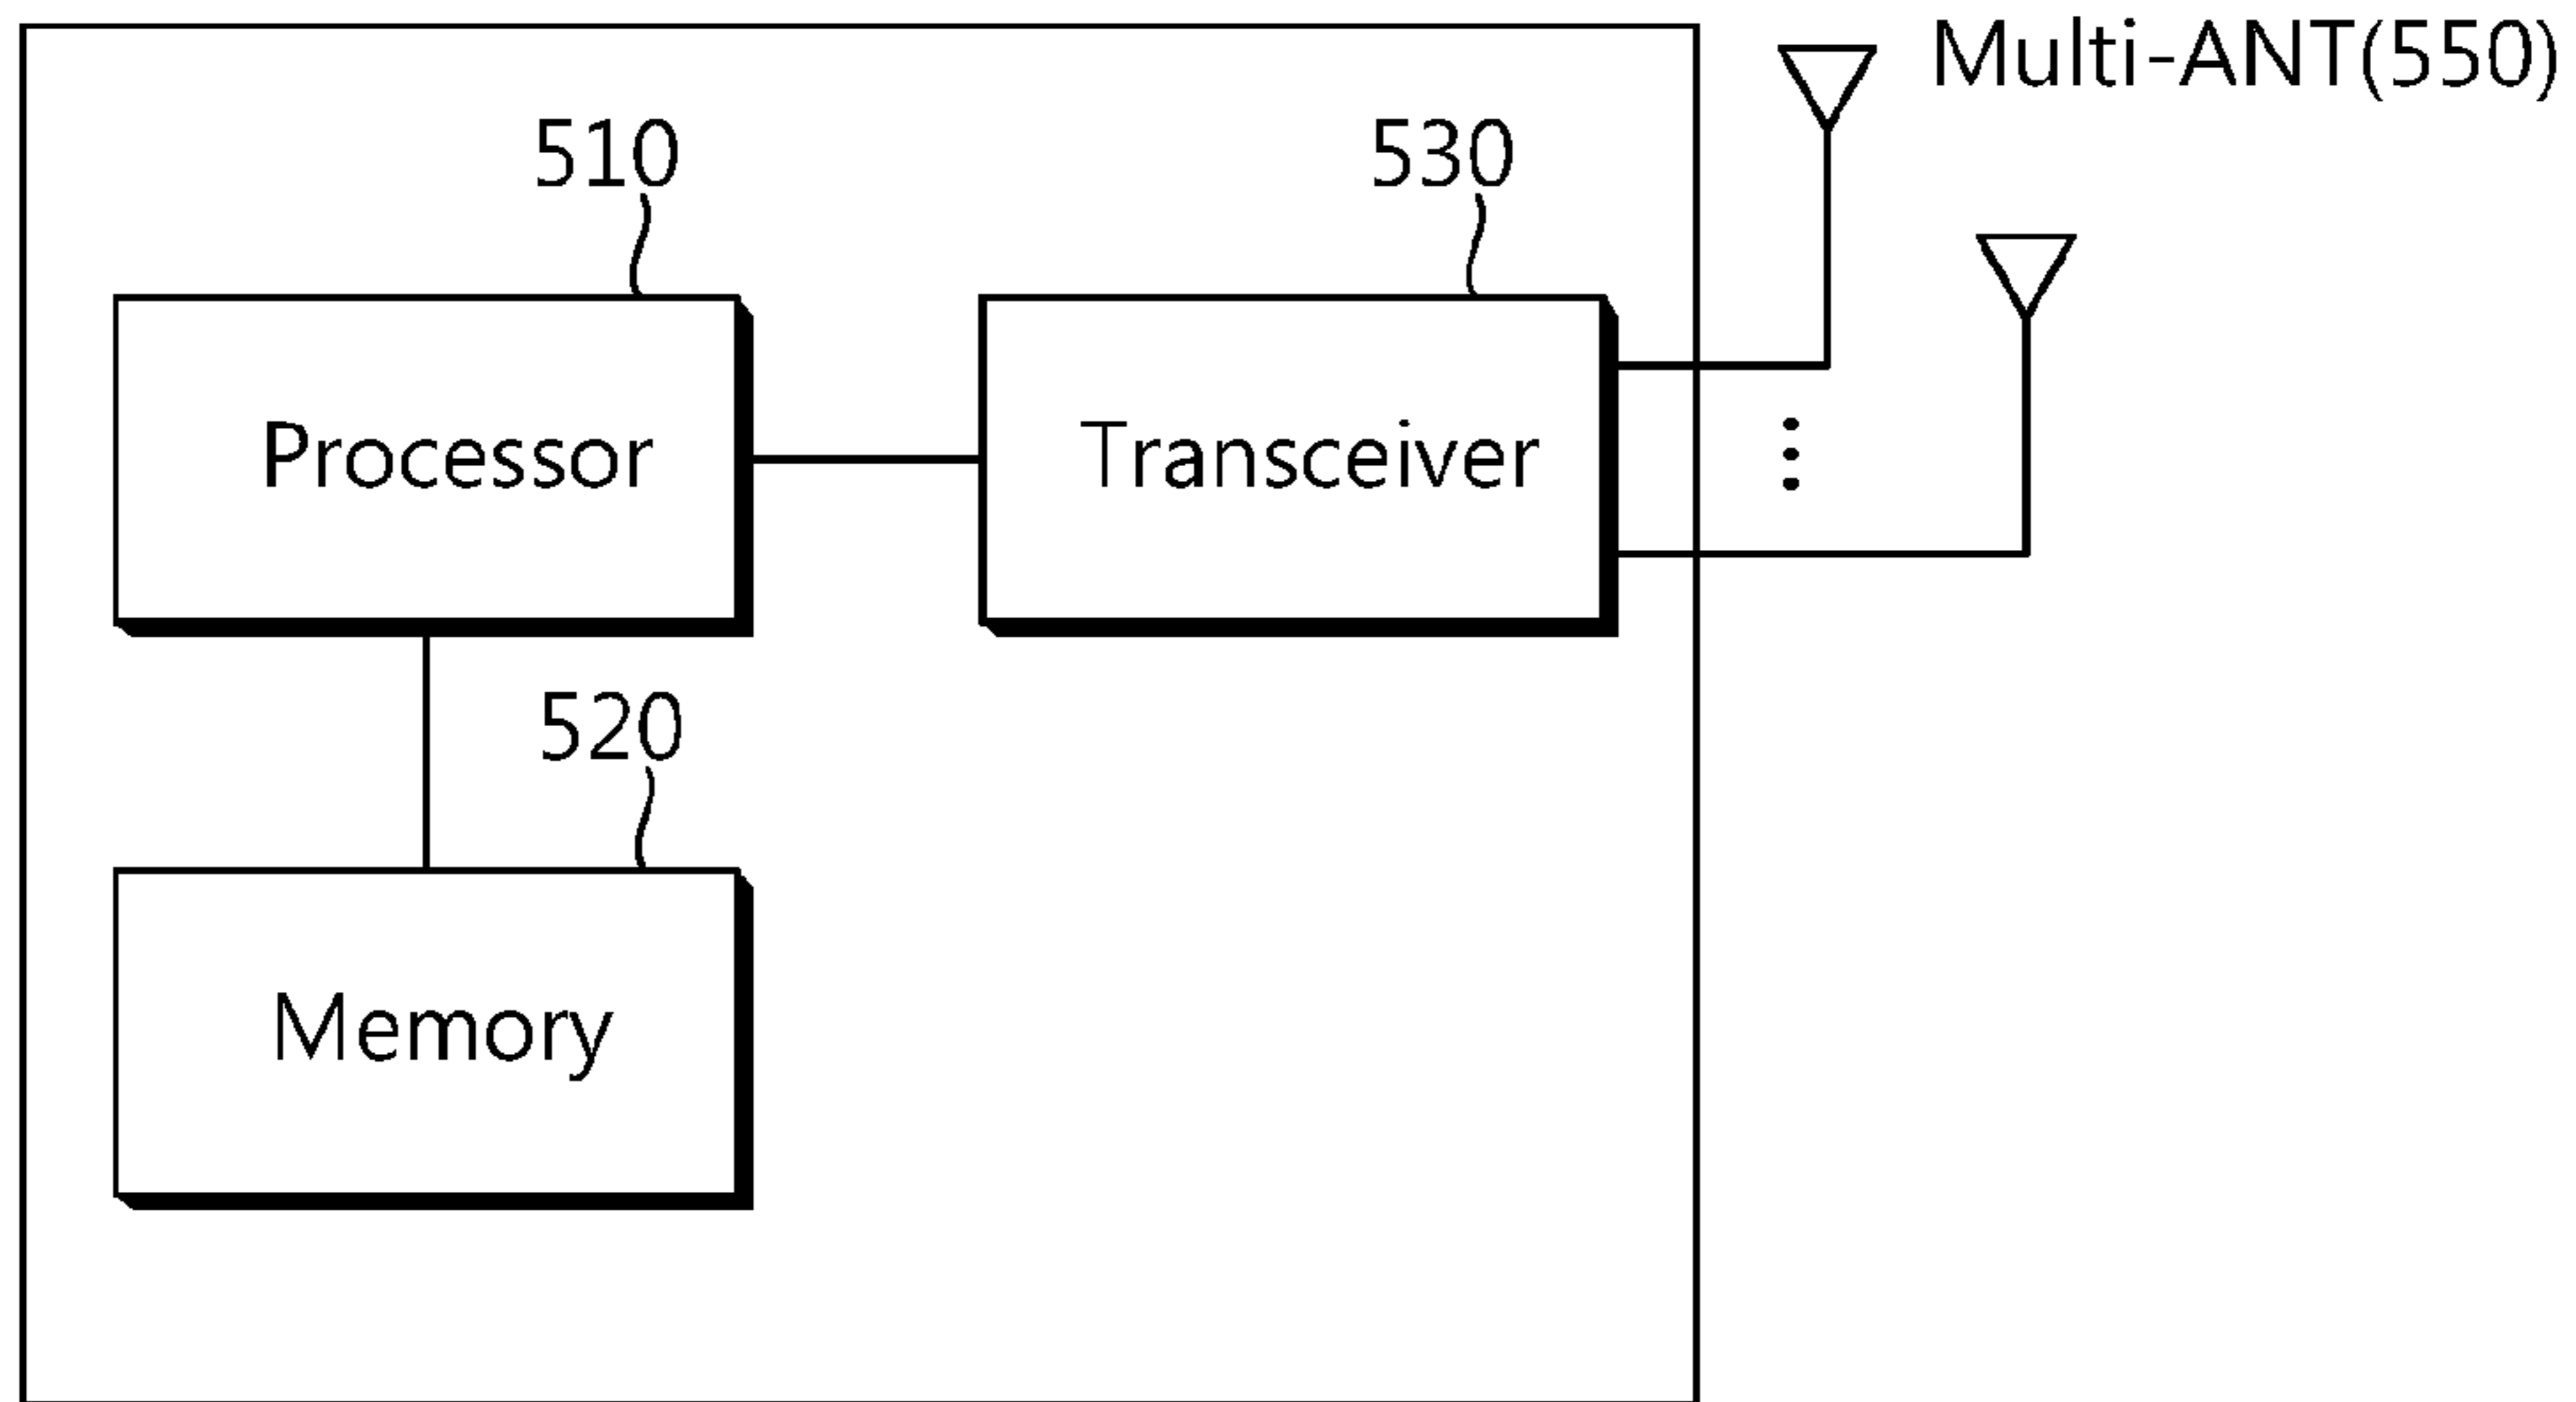 Multi-ANT(550)
510
530
Processor
Transceiver
520
Memory